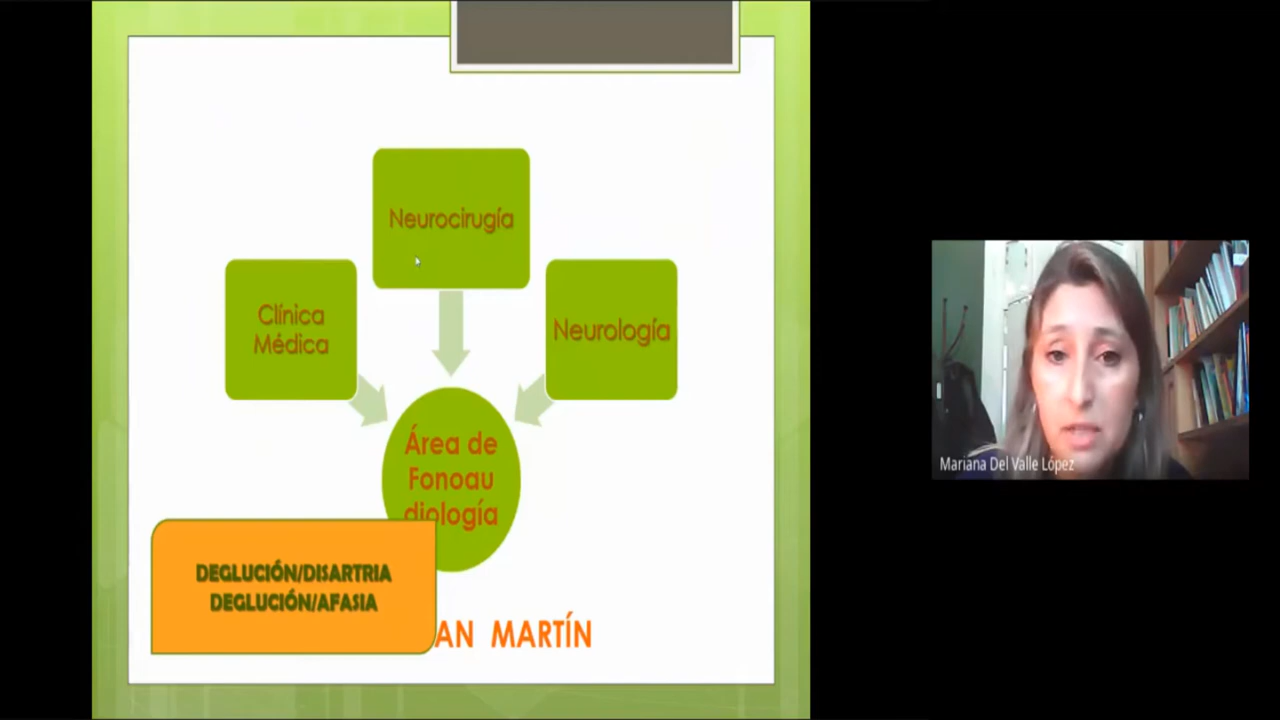 Neurocirugía
Clínica
Médica
Neurología
Área de
Fonoau
diología
DEGLUCIÓN/DISARTRIA
DEGLUCIÓN/AFASIA
AN MARTÍN
Mariana Del Valle López